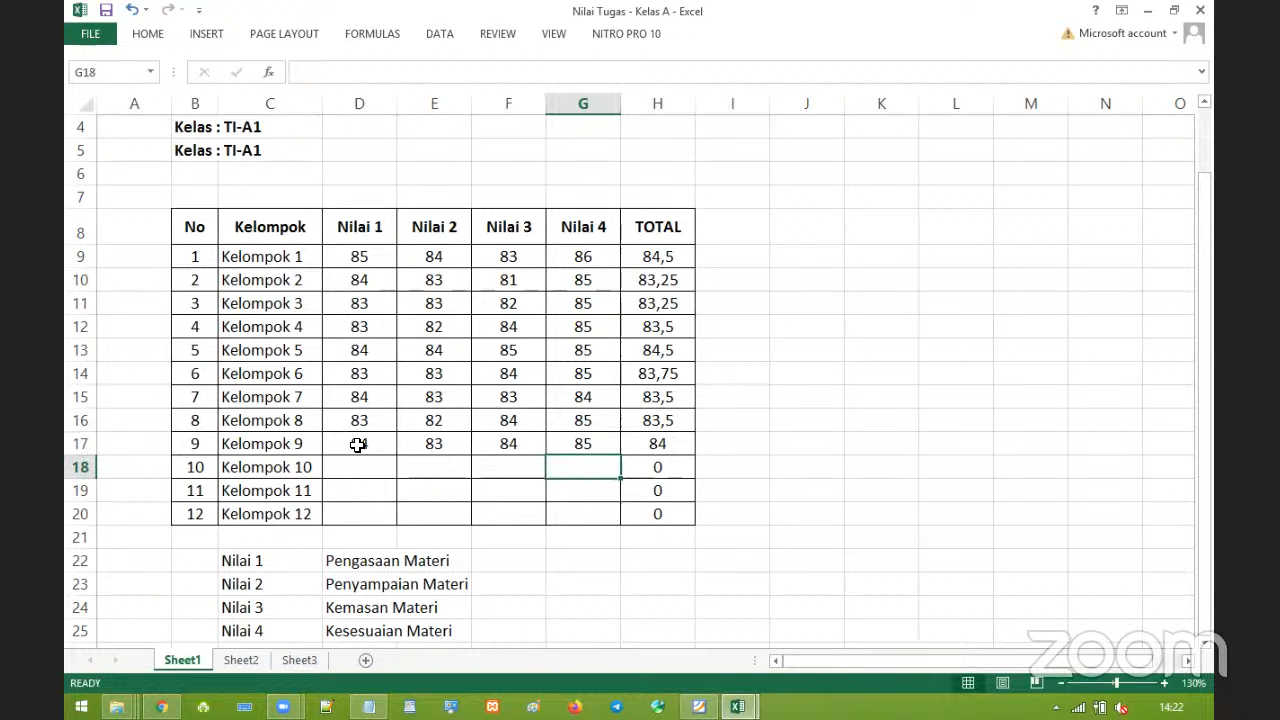 Nilai Tugas - Kelas A - Excel
FILE HOME INSERT PAGE LAYOUT FORMULAS DATA REVIEW VIEW NITRO PRO 10 Microsoft account
G18 fx
A B C D E F G H I J K L M N O
4 Kelas : TI-A1
5 Kelas : TI-A1
6
7
8 No Kelompok Nilai 1 Nilai 2 Nilai 3 Nilai 4 TOTAL
9 1 Kelompok 1 85 84 83 86 84,5
10 2 Kelompok 2 84 83 81 85 83,25
11 3 Kelompok 3 83 83 82 85 83,25
12 4 Kelompok 4 83 82 84 85 83,5
13 5 Kelompok 5 84 84 85 85 84,5
14 6 Kelompok 6 83 83 84 85 83,75
15 7 Kelompok 7 84 83 83 84 83,5
16 8 Kelompok 8 83 82 84 85 83,5
17 9 Kelompok 9 83 84 85 84
18 10 Kelompok 10 0
19 11 Kelompok 11 0
20 12 Kelompok 12 0
21
22 Nilai 1 Pengasaan Materi
23 Nilai 2 Penyampaian Materi
24 Nilai 3 Kemasan Materi
25 Nilai 4 Kesesuaian Materi
zoom
Sheet1 Sheet2 Sheet3
READY 130%
14:22